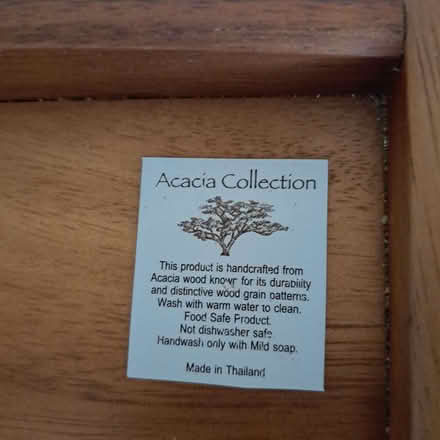 Acacia Collection
This product is handcrafted from
Acacia wood known for its durability
and distinctive wood grain patterns.
Wash with warm water to clean.
Food Safe Product.
Not dishwasher safe
Handwash only with Mild soap.
Made in Thailand